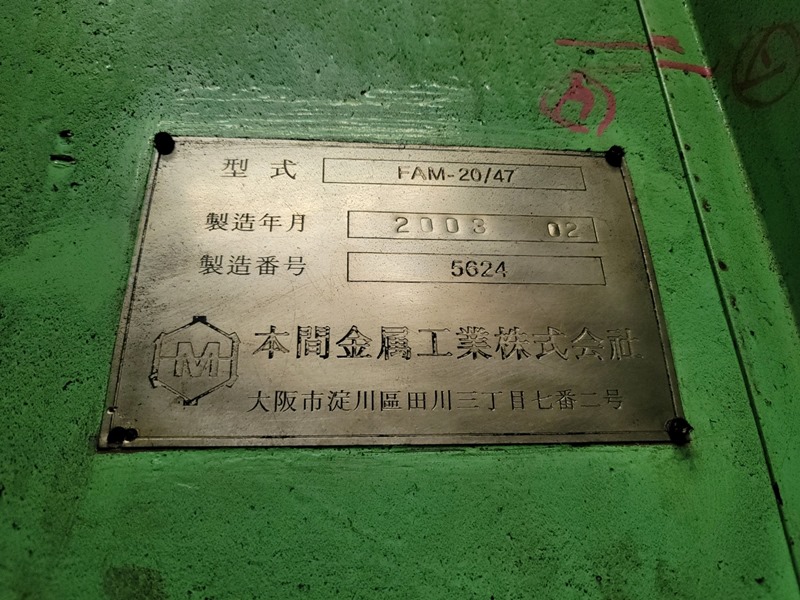 型式 FAM-20/47
製造年月 2003 02
製造番号 5624
HM 本間金属工業株式会社
大阪市淀川區田川三丁目七番二号